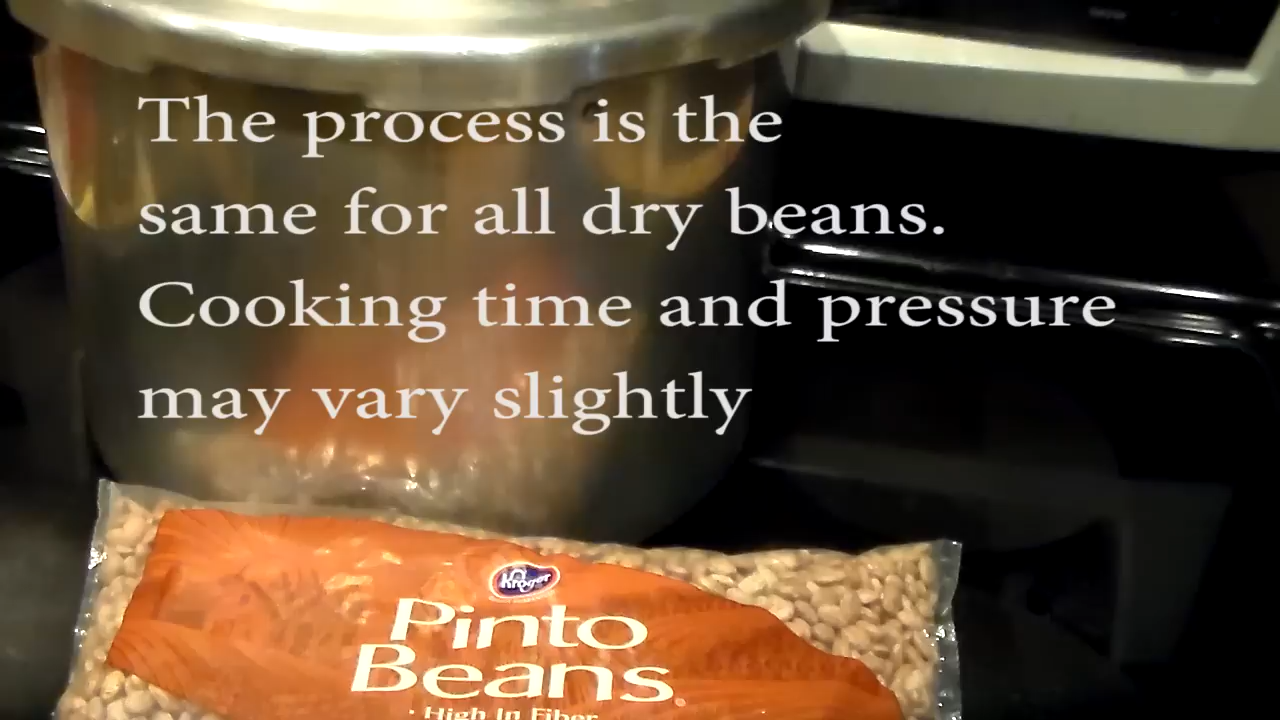 The process is the
same for all dry beans.
Cooking time and pressure
may vary slightly
Kroger
Pinto
Beans
• High In Fiber